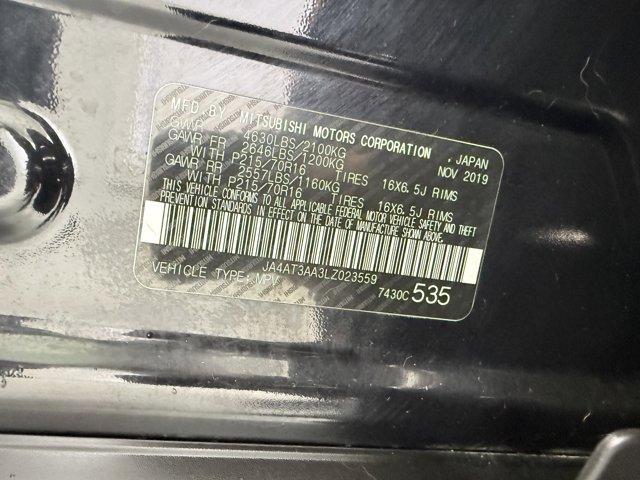 MFD. BY MITSUBISHI MOTORS CORPORATION , JAPAN
GVWR 4630LBS/2100KG NOV 2019
GAWR FR 2646LBS/1200KG
WITH P215/70R16 TIRES 16X6.5J RIMS
GAWR RR 2557LBS/1160KG
WITH P215/70R16 TIRES 16X6.5J RIMS
THIS VEHICLE CONFORMS TO ALL APPLICABLE FEDERAL MOTOR VEHICLE SAFETY AND THEFT
PREVENTION STANDARDS IN EFFECT ON THE DATE OF MANUFACTURE SHOWN ABOVE.
JA4AT3AA3LZ023559
VEHICLE TYPE:MPV 7430C 535